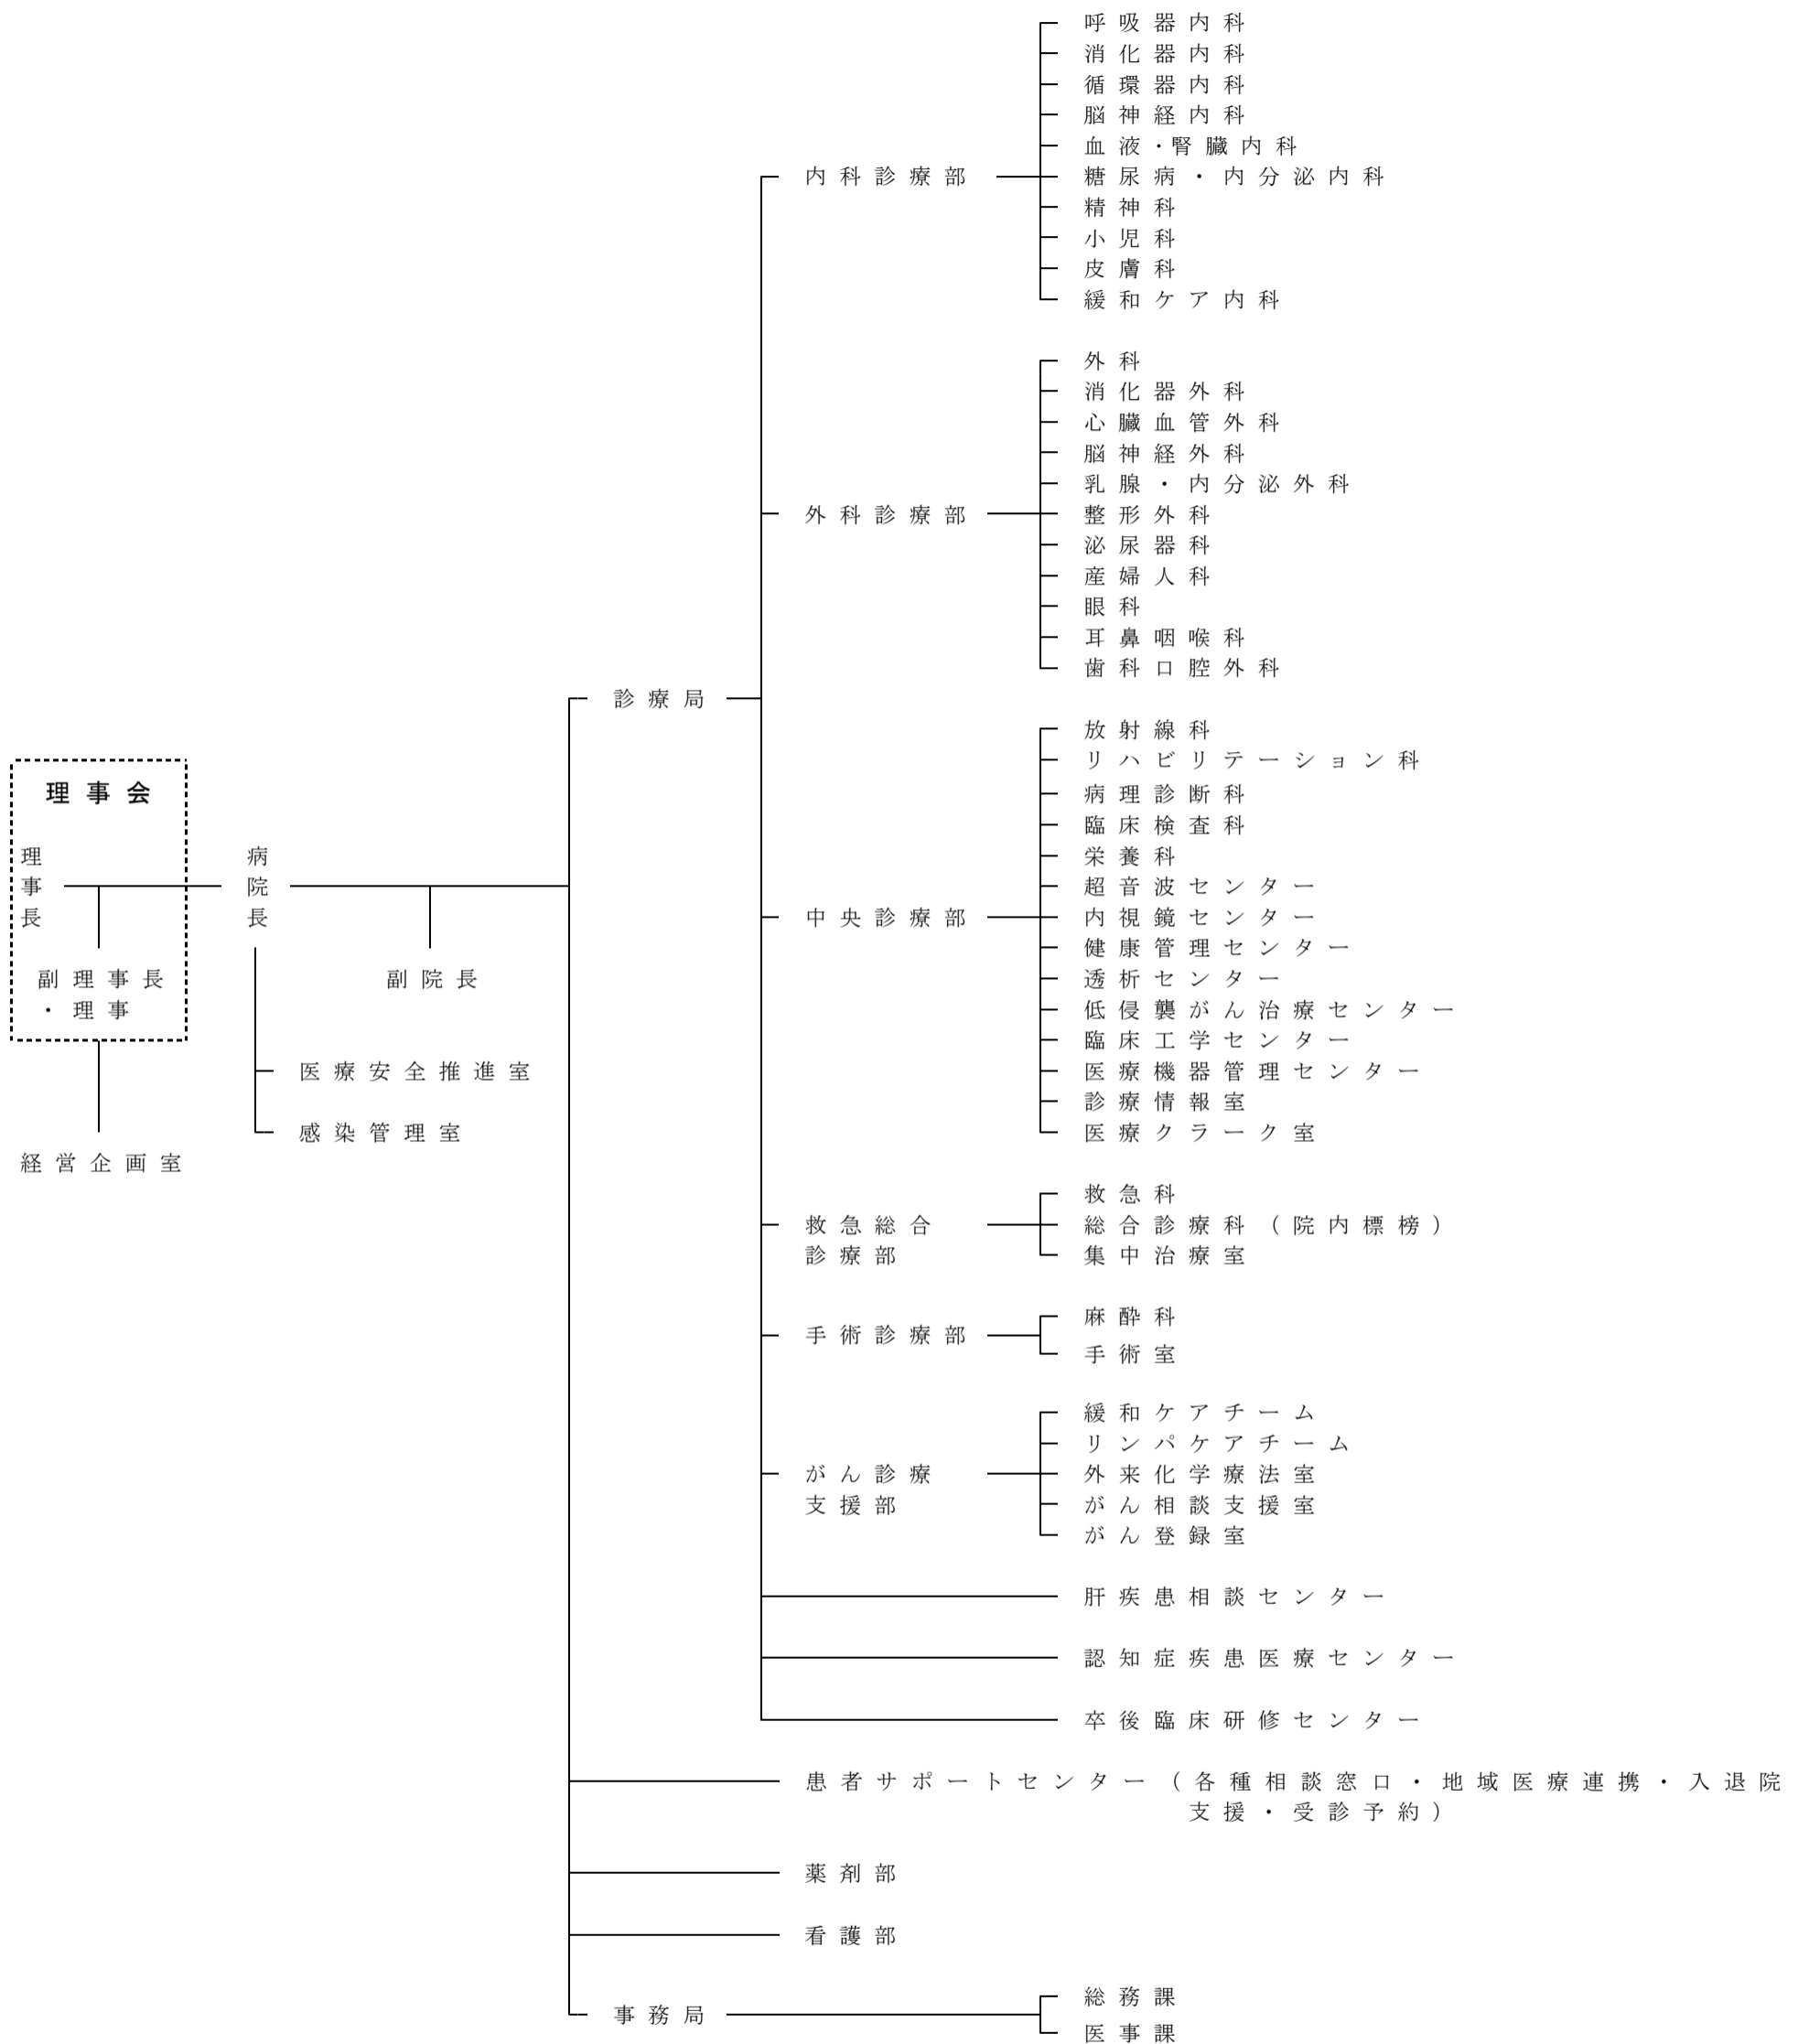 呼吸器内科
消化器内科
循環器内科
脳神経内科
血液・腎臓内科
内科診療部
糖尿病・内分泌内科
精神科
小児科
皮膚科
緩和ケア内科
外科
消化器外科
心臓血管外科
脳神経外科
乳腺・内分泌外科
外科診療部
整形外科
泌尿器科
産婦人科
眼科
耳鼻咽喉科
歯科口腔外科
診療局
放射線科
リハビリテーション科
病理診断科
臨床検査科
栄養科
超音波センター
中央診療部
内視鏡センター
健康管理センター
透析センター
低侵襲がん治療センター
臨床工学センター
医療機器管理センター
診療情報室
医療クラーク室
理事会
理事長
病院長
副理事長
・理事
副院長
医療安全推進室
感染管理室
経営企画室
救急総合
診療部
救急科
総合診療科（院内標榜）
集中治療室
手術診療部
麻酔科
手術室
がん診療
支援部
緩和ケアチーム
リンパケアチーム
外来化学療法室
がん相談支援室
がん登録室
肝疾患相談センター
認知症疾患医療センター
卒後臨床研修センター
患者サポートセンター（各種相談窓口・地域医療連携・入退院
支援・受診予約）
薬剤部
看護部
事務局
総務課
医事課